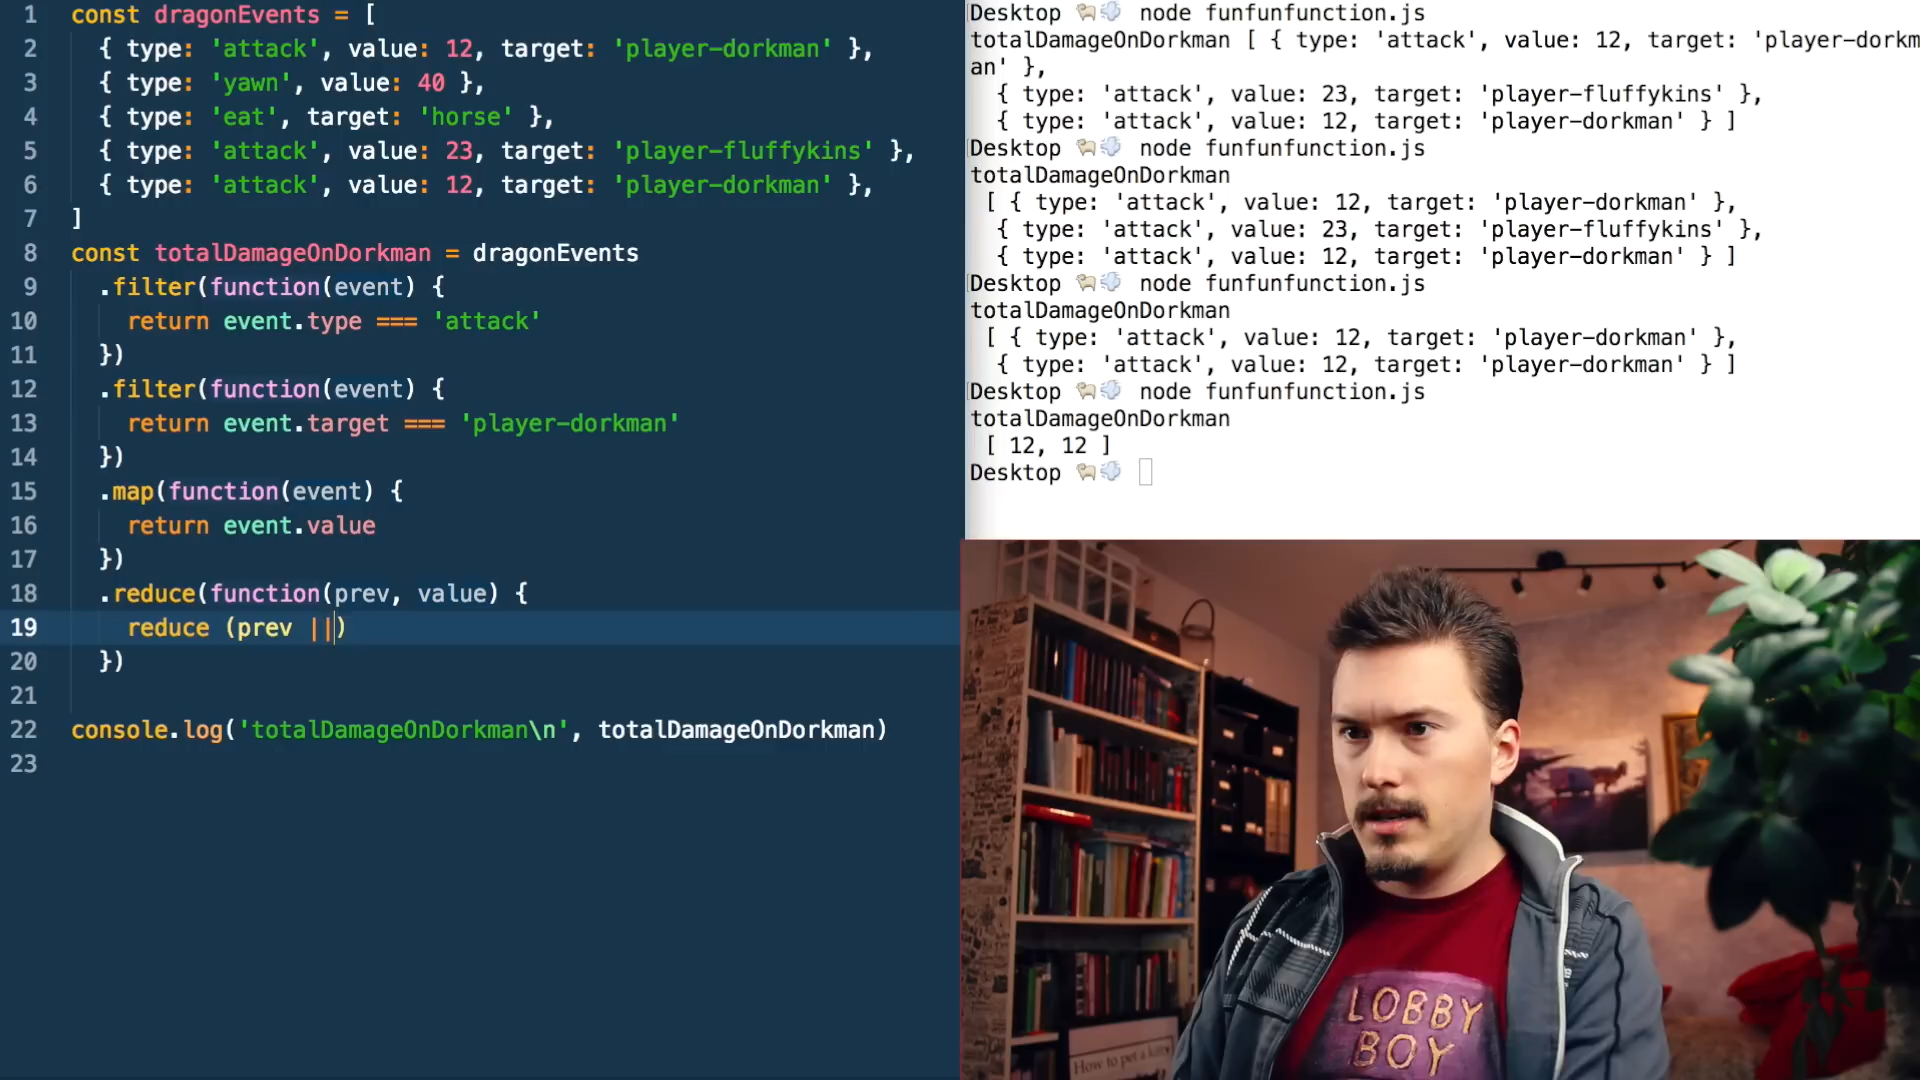 1 const dragonEvents = [
2 { type: 'attack', value: 12, target: 'player-dorkman' },
3 { type: 'yawn', value: 40 },
4 { type: 'eat', target: 'horse' },
5 { type: 'attack', value: 23, target: 'player-fluffykins' },
6 { type: 'attack', value: 12, target: 'player-dorkman' },
7 ]
8 const totalDamageOnDorkman = dragonEvents
9 .filter(function(event) {
10 return event.type === 'attack'
11 })
12 .filter(function(event) {
13 return event.target === 'player-dorkman'
14 })
15 .map(function(event) {
16 return event.value
17 })
18 .reduce(function(prev, value) {
19 reduce (prev ||)
20 })
21
22 console.log('totalDamageOnDorkman\n', totalDamageOnDorkman)
23
Desktop 🐏💨 node funfunfunction.js
totalDamageOnDorkman [ { type: 'attack', value: 12, target: 'player-dorkm
an' },
{ type: 'attack', value: 23, target: 'player-fluffykins' },
{ type: 'attack', value: 12, target: 'player-dorkman' } ]
Desktop 🐏💨 node funfunfunction.js
totalDamageOnDorkman
[ { type: 'attack', value: 12, target: 'player-dorkman' },
{ type: 'attack', value: 23, target: 'player-fluffykins' },
{ type: 'attack', value: 12, target: 'player-dorkman' } ]
Desktop 🐏💨 node funfunfunction.js
totalDamageOnDorkman
[ { type: 'attack', value: 12, target: 'player-dorkman' },
{ type: 'attack', value: 12, target: 'player-dorkman' } ]
Desktop 🐏💨 node funfunfunction.js
totalDamageOnDorkman
[ 12, 12 ]
Desktop 🐏💨
LOBBY
BOY
How to pet a kitty